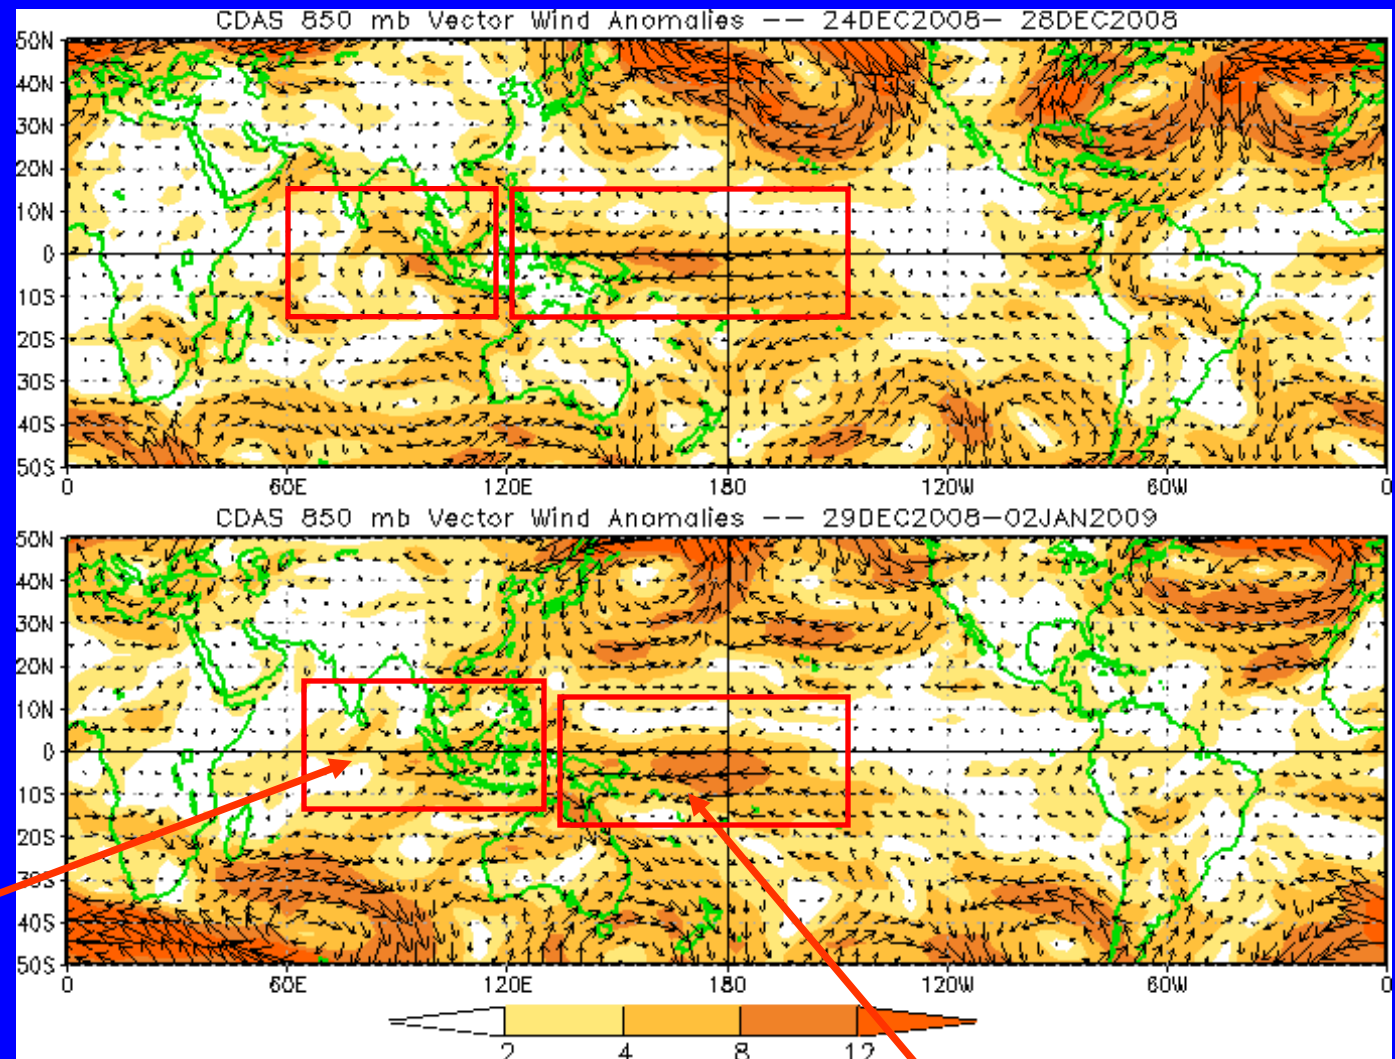 CDAS 850 mb Vector Wind Anomalies -- 24DEC2008- 28DEC2008
50N
40N
30N
20N
10N
0
10S
20S
30S
40S
50S
0 60E 120E 180 120W 60W 0
CDAS 850 mb Vector Wind Anomalies -- 29DEC2008-02JAN2009
50N
40N
30N
20N
10N
0
10S
20S
30S
40S
50S
0 60E 120E 180 120W 60W 0
2 4 8 12